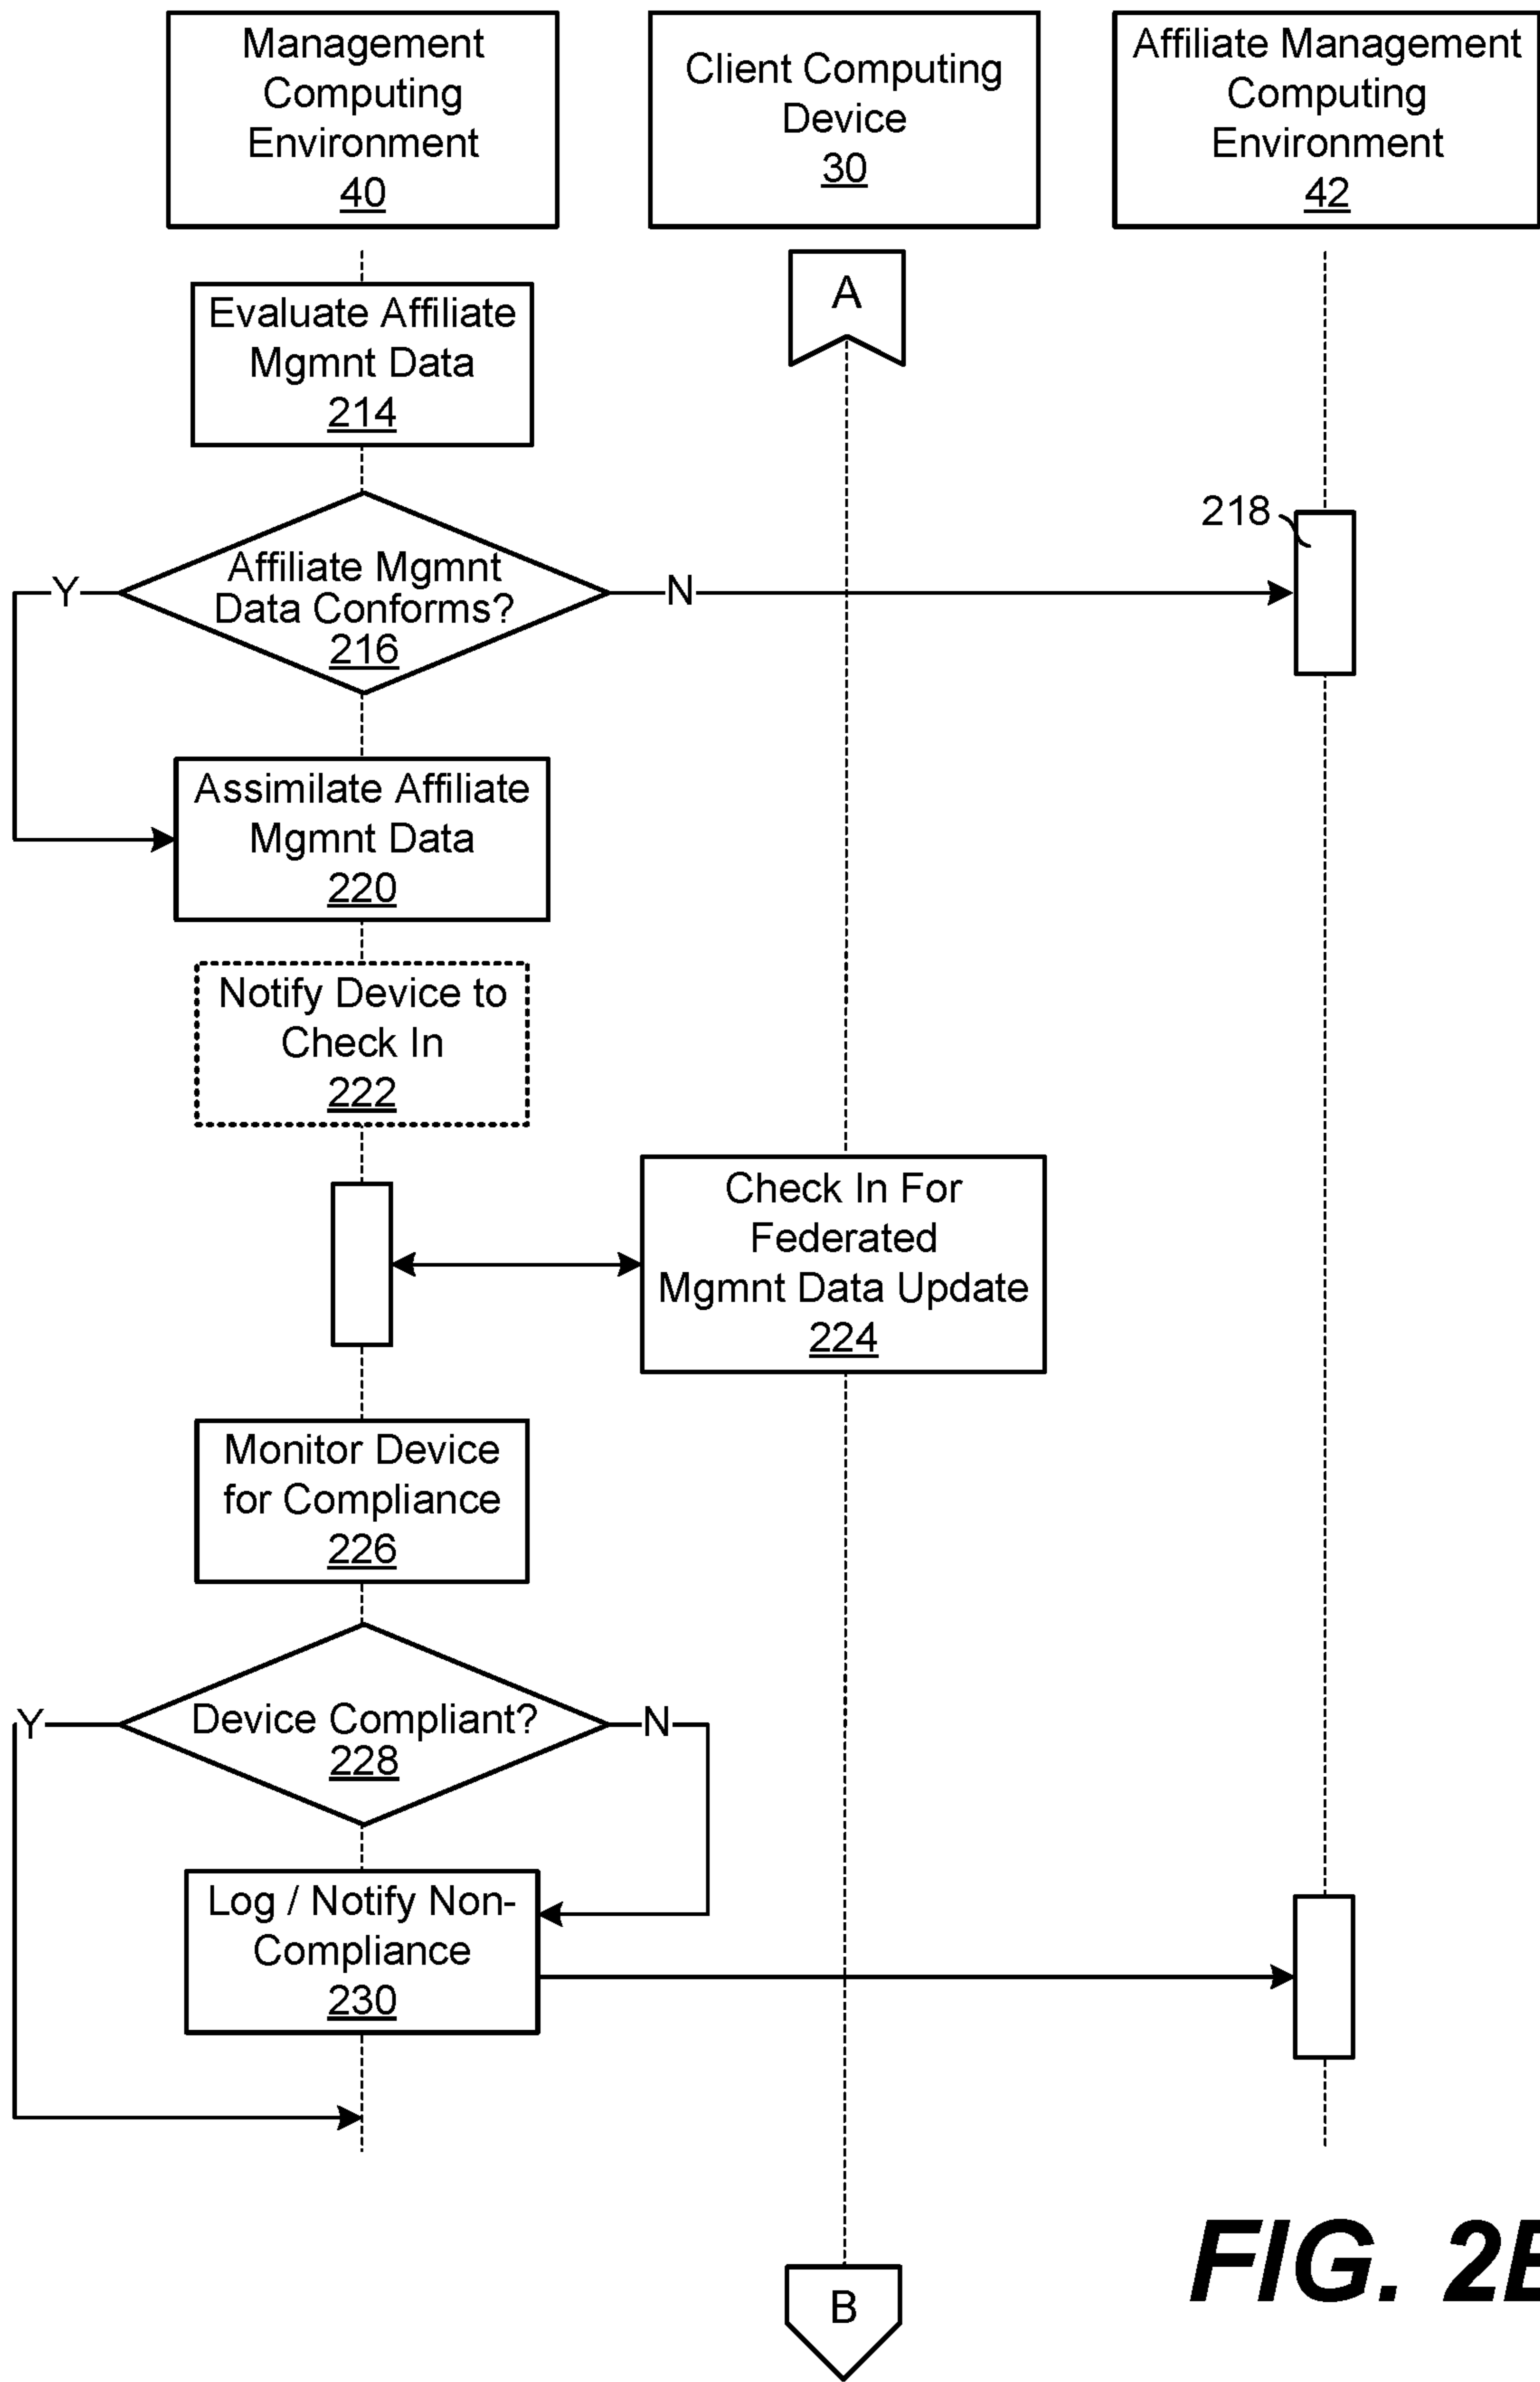 Management
Computing
Environment
40
Client Computing
Device
30
Affiliate Management
Computing
Environment
42
A
Evaluate Affiliate
Mgmnt Data
214
218
Affiliate Mgmnt
Data Conforms?
216
Y
N
Assimilate Affiliate
Mgmnt Data
220
Notify Device to
Check In
222
Check In For
Federated
Mgmnt Data Update
224
Monitor Device
for Compliance
226
Device Compliant?
228
Y
N
Log / Notify Non-
Compliance
230
B
FIG. 2